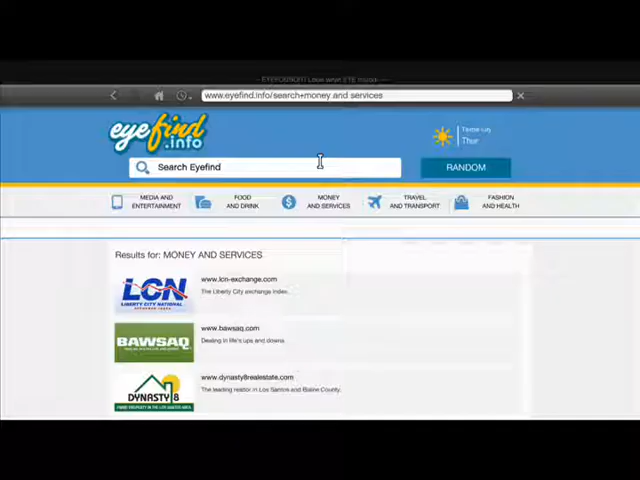 www.eyefind.info/search+money and services
eyefind
.info
Thur
Search Eyefind
RANDOM
MEDIA AND
ENTERTAINMENT
FOOD
AND DRINK
MONEY
AND SERVICES
TRAVEL
AND TRANSPORT
FASHION
AND HEALTH
Results for: MONEY AND SERVICES
LCN
LIBERTY CITY NATIONAL
www.lcn-exchange.com
The Liberty City exchange index.
BAWSAQ
www.bawsaq.com
Dealing in life's ups and downs.
DYNASTY8
www.dynasty8realestate.com
The leading realtor in Los Santos and Blaine County.